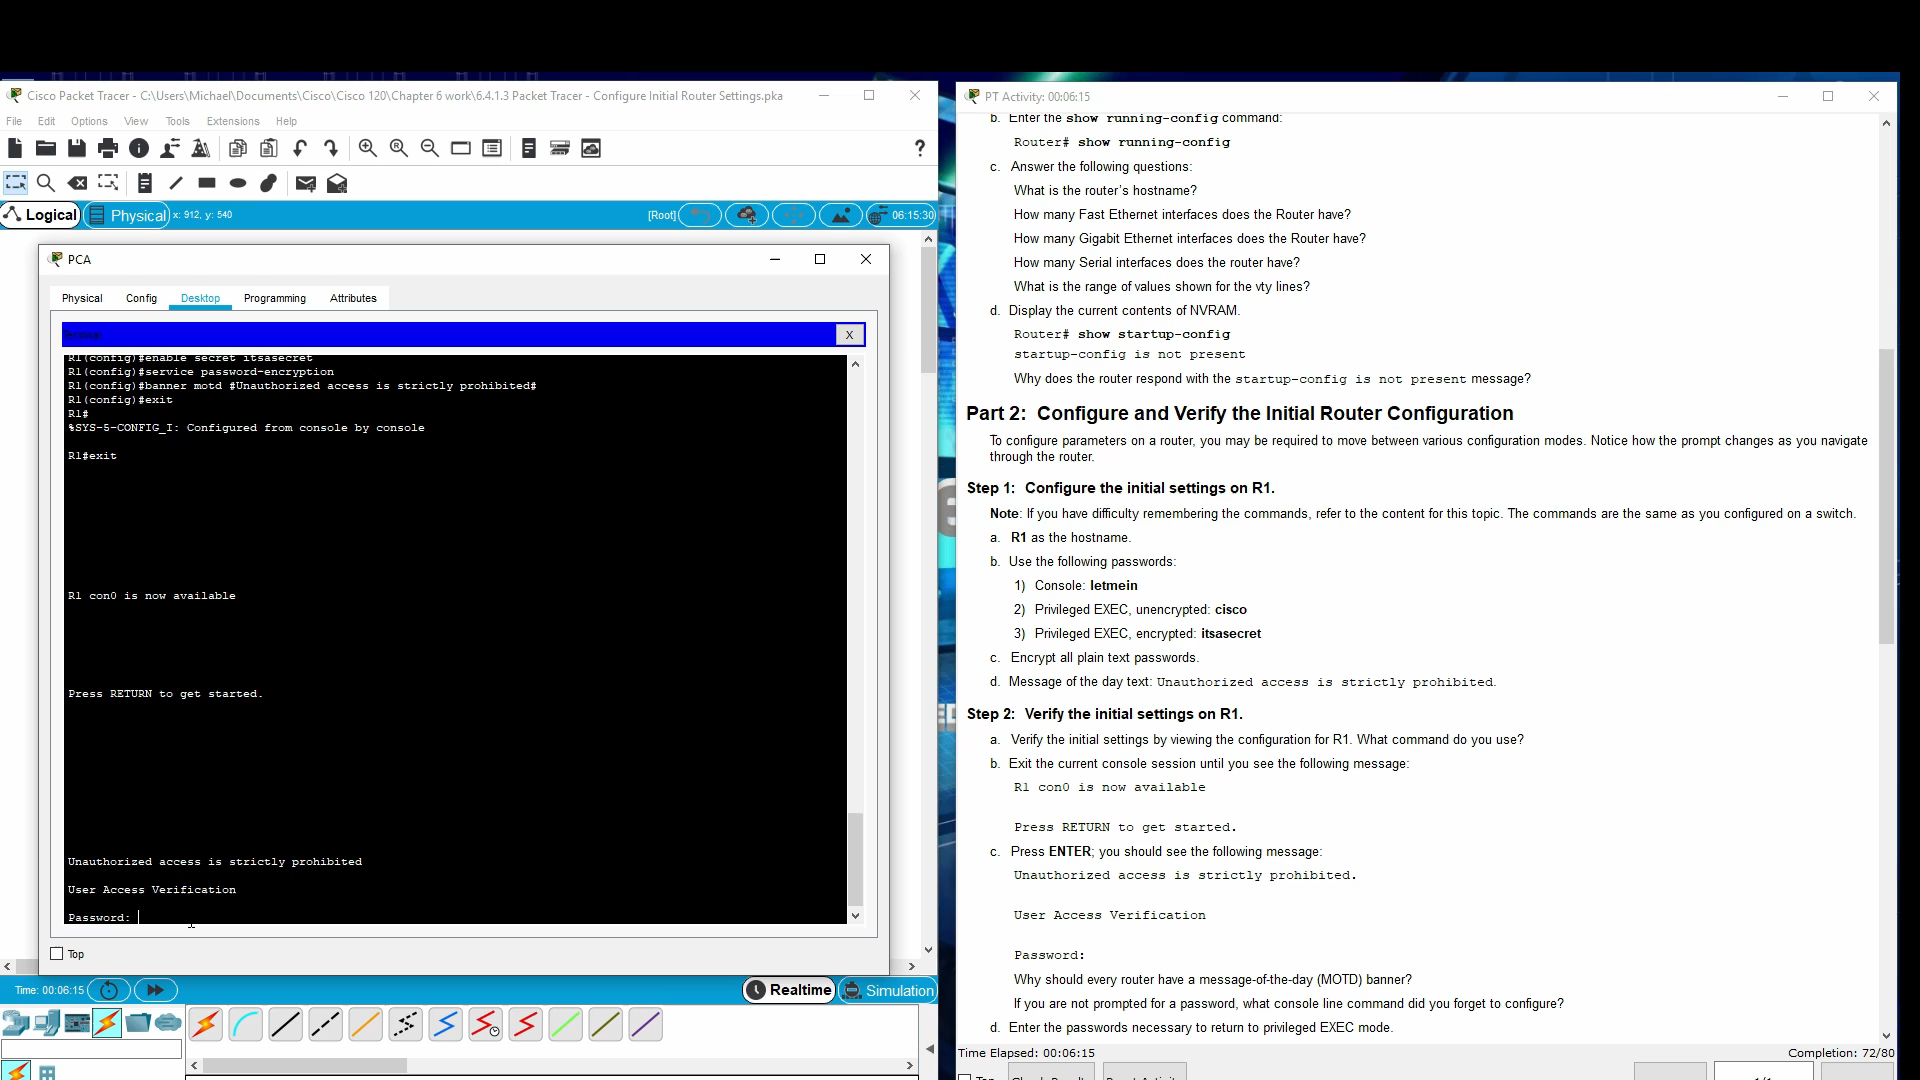 Cisco Packet Tracer - C:\Users\Michael\Documents\Cisco\Cisco 120\Chapter 6 work\6.4.1.3 Packet Tracer - Configure Initial Router Settings.pka
File Edit Options View Tools Extensions Help
?
Logical Physical x: 912, y: 540 [Root] 06:15:30
PCA
Physical Config Desktop Programming Attributes
Terminal X
R1(config)#enable secret itsasecret
R1(config)#service password-encryption
R1(config)#banner motd #Unauthorized access is strictly prohibited#
R1(config)#exit
R1#
%SYS-5-CONFIG_I: Configured from console by console
R1#exit
R1 con0 is now available
Press RETURN to get started.
Unauthorized access is strictly prohibited
User Access Verification
Password:
Top
Time: 00:06:15 Realtime Simulation
PT Activity: 00:06:15
b. Enter the show running-config command:
Router# show running-config
c. Answer the following questions:
What is the router's hostname?
How many Fast Ethernet interfaces does the Router have?
How many Gigabit Ethernet interfaces does the Router have?
How many Serial interfaces does the router have?
What is the range of values shown for the vty lines?
d. Display the current contents of NVRAM.
Router# show startup-config
startup-config is not present
Why does the router respond with the startup-config is not present message?
Part 2: Configure and Verify the Initial Router Configuration
To configure parameters on a router, you may be required to move between various configuration modes. Notice how the prompt changes as you navigate
through the router.
Step 1: Configure the initial settings on R1.
Note: If you have difficulty remembering the commands, refer to the content for this topic. The commands are the same as you configured on a switch.
a. R1 as the hostname.
b. Use the following passwords:
1) Console: letmein
2) Privileged EXEC, unencrypted: cisco
3) Privileged EXEC, encrypted: itsasecret
c. Encrypt all plain text passwords.
d. Message of the day text: Unauthorized access is strictly prohibited.
Step 2: Verify the initial settings on R1.
a. Verify the initial settings by viewing the configuration for R1. What command do you use?
b. Exit the current console session until you see the following message:
R1 con0 is now available
Press RETURN to get started.
c. Press ENTER; you should see the following message:
Unauthorized access is strictly prohibited.
User Access Verification
Password:
Why should every router have a message-of-the-day (MOTD) banner?
If you are not prompted for a password, what console line command did you forget to configure?
d. Enter the passwords necessary to return to privileged EXEC mode.
Time Elapsed: 00:06:15 Completion: 72/80